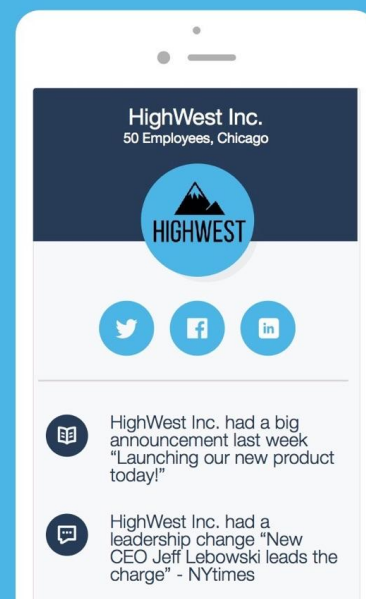 HighWest Inc.
50 Employees, Chicago
HIGHWEST
in
HighWest Inc. had a big
announcement last week
“Launching our new product
today!”
HighWest Inc. had a
leadership change “New
CEO Jeff Lebowski leads the
charge” - NYtimes